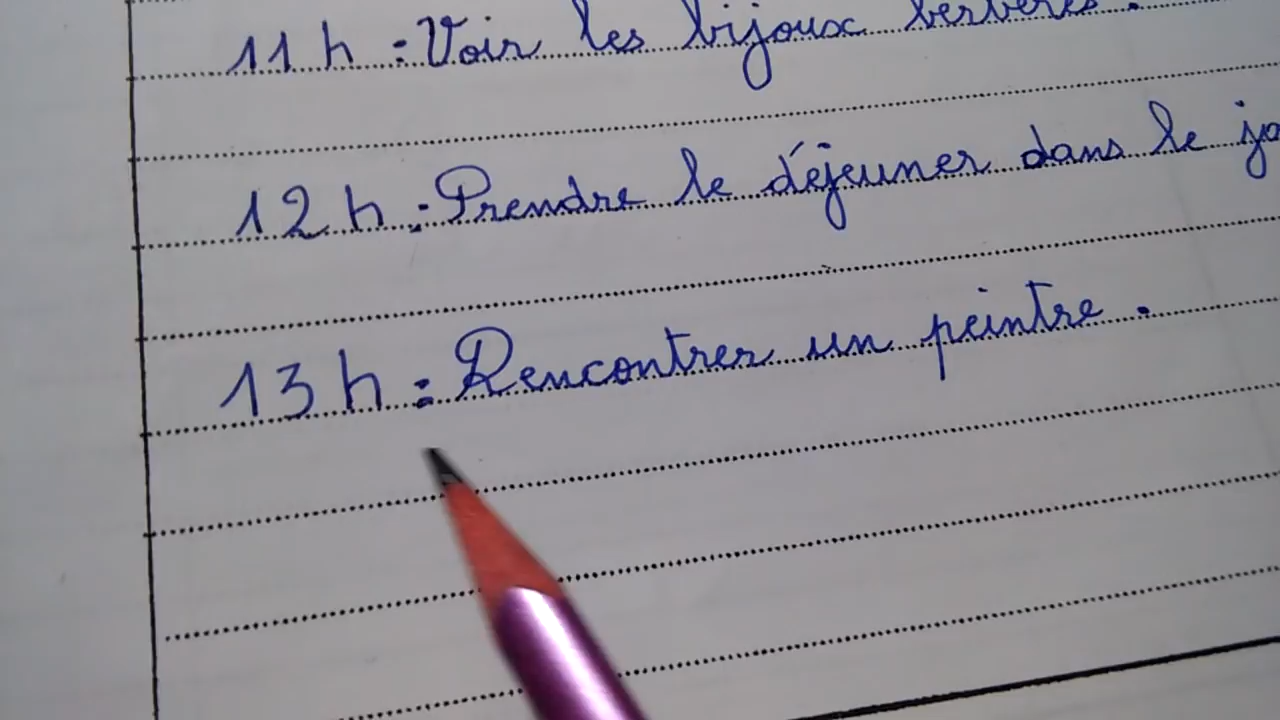 11 h : Voir les bijoux berbères.
12 h : Prendre le déjeuner dans le
13 h : Rencontrer un peintre.